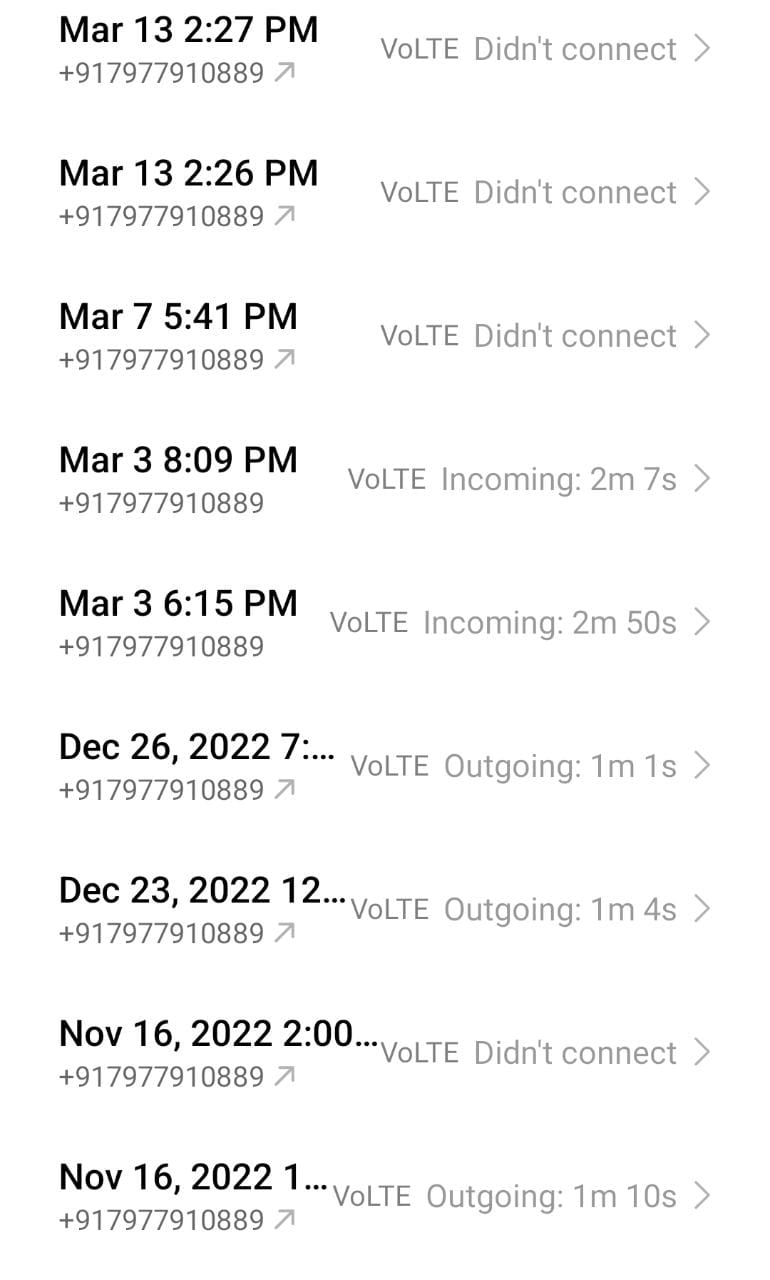 Mar 13 2:27 PM
VoLTE Didn't connect
+917977910889
Mar 13 2:26 PM
VoLTE Didn't connect
+917977910889
Mar 7 5:41 PM
VoLTE Didn't connect
+917977910889
Mar 3 8:09 PM
VoLTE Incoming: 2m 7s
+917977910889
Mar 3 6:15 PM
VoLTE Incoming: 2m 50s
+917977910889
Dec 26, 2022 7:...
VoLTE Outgoing: 1m 1s
+917977910889
Dec 23, 2022 12...
VoLTE Outgoing: 1m 4s
+917977910889
Nov 16, 2022 2:00...
VoLTE Didn't connect
+917977910889
Nov 16, 2022 1...
VoLTE Outgoing: 1m 10s
+917977910889